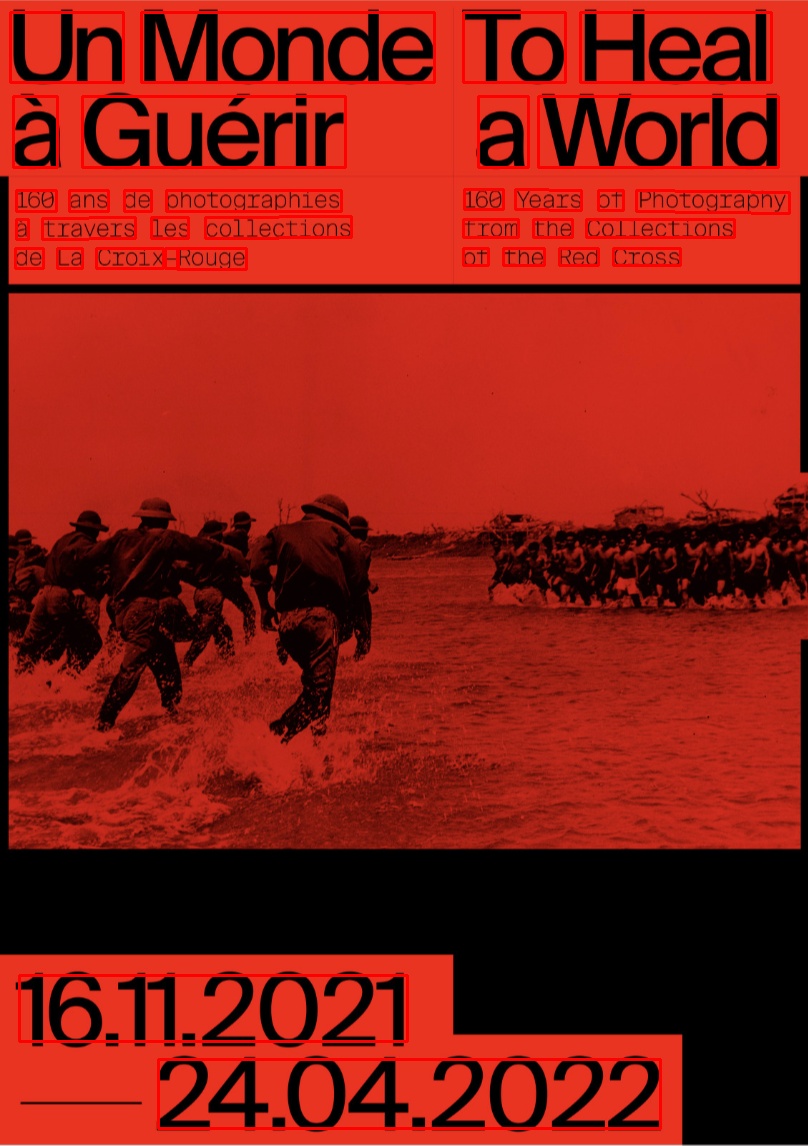 Un Monde
à Guérir
To Heal
a World
160 ans de photographies
à travers les collections
de La Croix-Rouge
160 Years of Photography
from the Collections
of the Red Cross
16.11.2021
— 24.04.2022